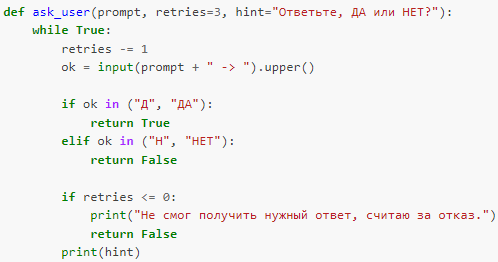 def ask_user(prompt, retries=3, hint="Ответьте, ДА или НЕТ?"):
    while True:
        retries -= 1
        ok = input(prompt + " -> ").upper()

        if ok in ("Д", "ДА"):
            return True
        elif ok in ("Н", "НЕТ"):
            return False

        if retries <= 0:
            print("Не смог получить нужный ответ, считаю за отказ.")
            return False
        print(hint)